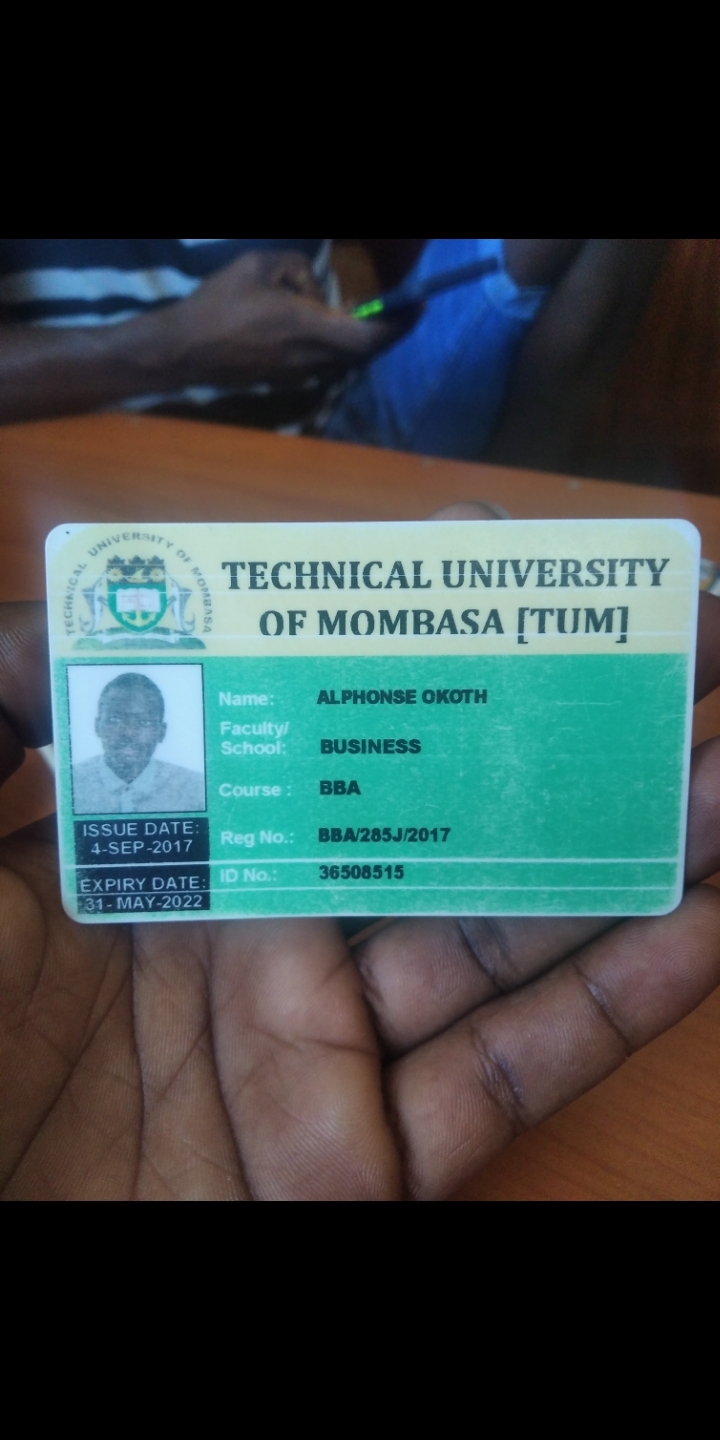 TECHNICAL UNIVERSITY OF MOMBASA
TECHNICAL UNIVERSITY
OF MOMBASA [TUM]
Name: ALPHONSE OKOTH
Faculty/
School: BUSINESS
Course : BBA
Reg No.: BBA/285J/2017
ID No.: 36508515
ISSUE DATE:
4-SEP-2017
EXPIRY DATE:
31- MAY-2022